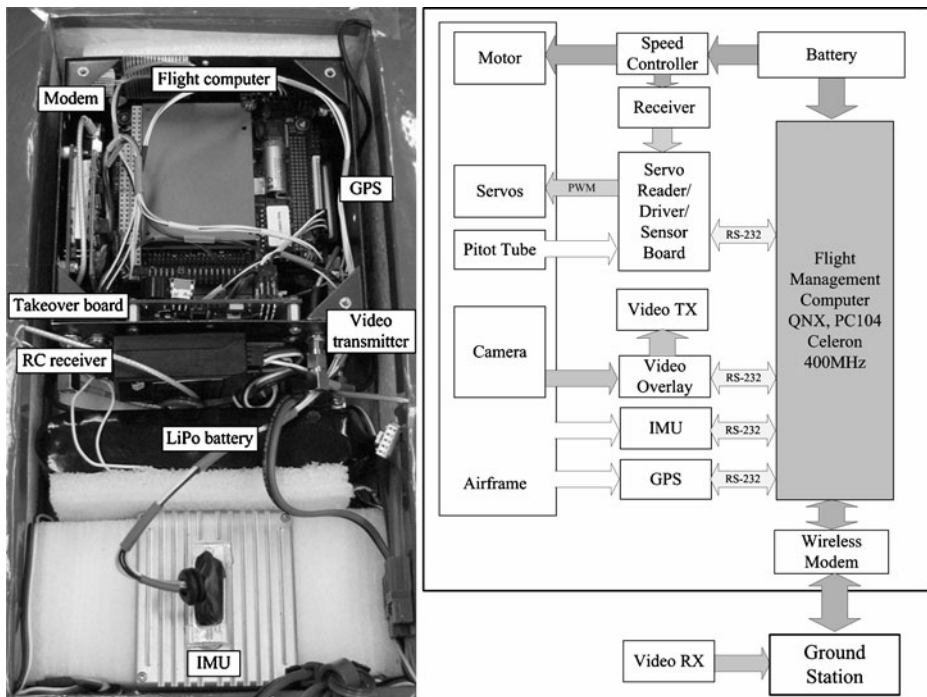 Flight computer
Modem
GPS
Takeover board
Video
transmitter
RC receiver
LiPo battery
IMU
Motor
Speed
Controller
Battery
Receiver
Servos
PWM
Servo
Reader/
Driver/
Sensor
Board
RS-232
Pitot Tube
Flight
Management
Computer
QNX, PC104
Celeron
400MHz
Video TX
Camera
Video
Overlay
RS-232
IMU
RS-232
Airframe
GPS
RS-232
Wireless
Modem
Video RX
Ground
Station